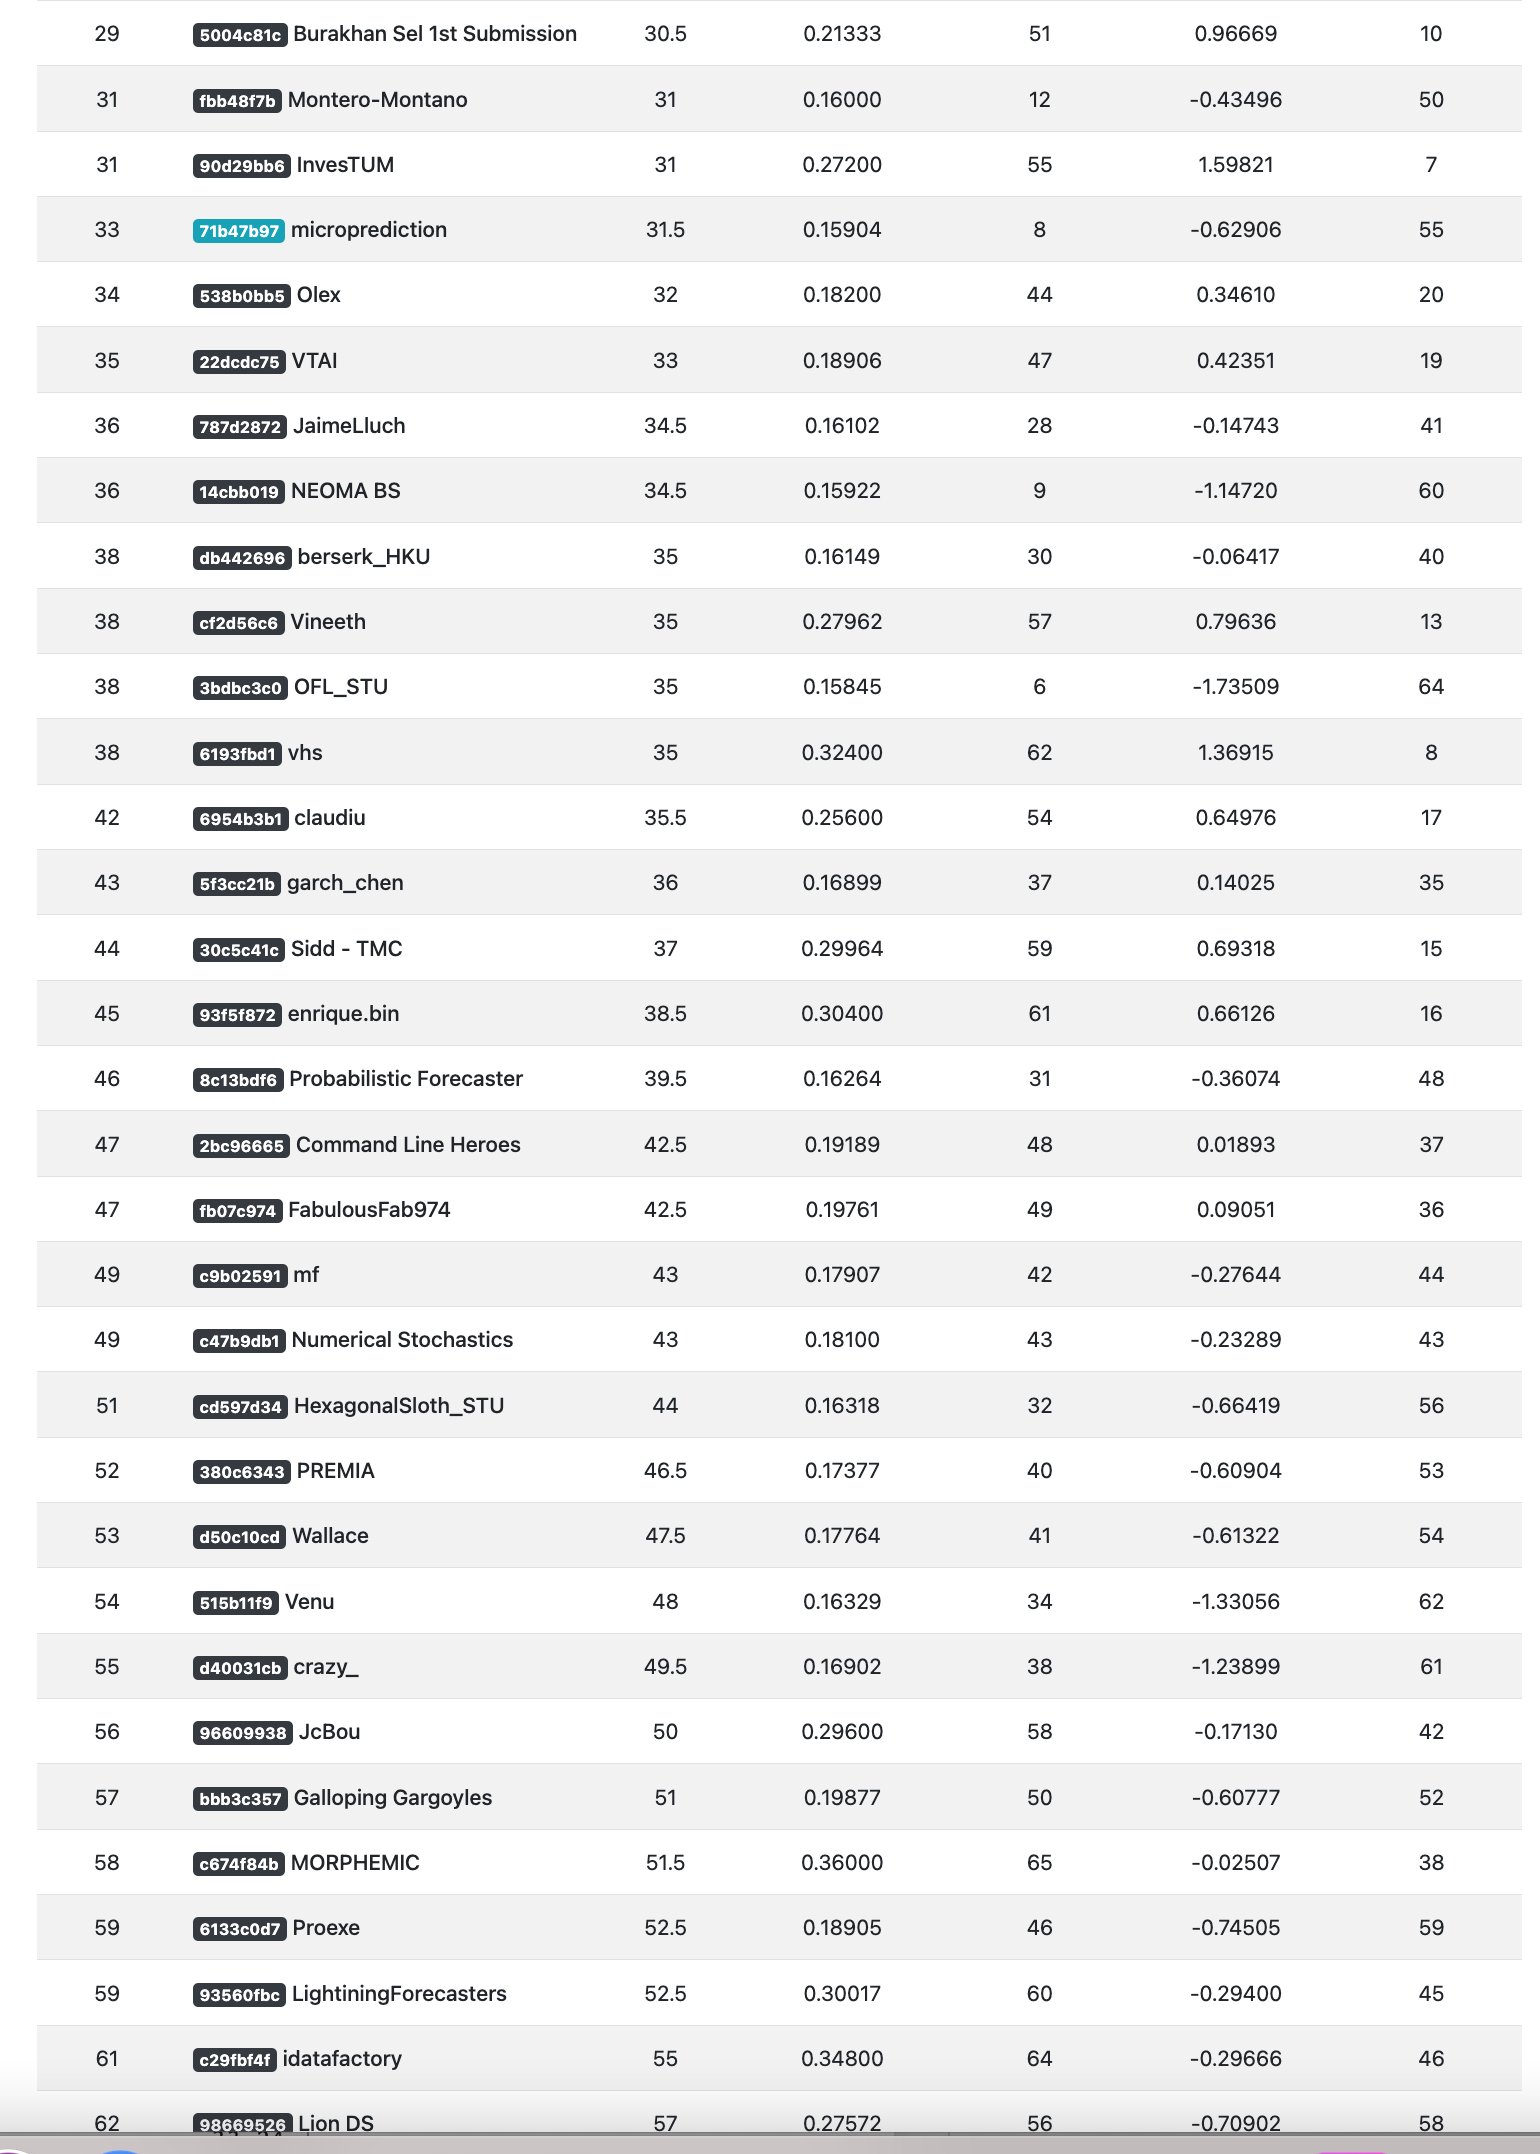 29 5004c81c Burakhan Sel 1st Submission 30.5 0.21333 51 0.96669 10
31 fbb48f7b Montero-Montano 31 0.16000 12 -0.43496 50
31 90d29bb6 InvesTUM 31 0.27200 55 1.59821 7
33 71b47b97 microprediction 31.5 0.15904 8 -0.62906 55
34 538b0bb5 Olex 32 0.18200 44 0.34610 20
35 22dcdc75 VTAI 33 0.18906 47 0.42351 19
36 787d2872 JaimeLluch 34.5 0.16102 28 -0.14743 41
36 14cbb019 NEOMA BS 34.5 0.15922 9 -1.14720 60
38 db442696 berserk_HKU 35 0.16149 30 -0.06417 40
38 cf2d56c6 Vineeth 35 0.27962 57 0.79636 13
38 3bdbc3c0 OFL_STU 35 0.15845 6 -1.73509 64
38 6193fbd1 vhs 35 0.32400 62 1.36915 8
42 6954b3b1 claudiu 35.5 0.25600 54 0.64976 17
43 5f3cc21b garch_chen 36 0.16899 37 0.14025 35
44 30c5c41c Sidd - TMC 37 0.29964 59 0.69318 15
45 93f5f872 enrique.bin 38.5 0.30400 61 0.66126 16
46 8c13bdf6 Probabilistic Forecaster 39.5 0.16264 31 -0.36074 48
47 2bc96665 Command Line Heroes 42.5 0.19189 48 0.01893 37
47 fb07c974 FabulousFab974 42.5 0.19761 49 0.09051 36
49 c9b02591 mf 43 0.17907 42 -0.27644 44
49 c47b9db1 Numerical Stochastics 43 0.18100 43 -0.23289 43
51 cd597d34 HexagonalSloth_STU 44 0.16318 32 -0.66419 56
52 380c6343 PREMIA 46.5 0.17377 40 -0.60904 53
53 d50c10cd Wallace 47.5 0.17764 41 -0.61322 54
54 515b11f9 Venu 48 0.16329 34 -1.33056 62
55 d40031cb crazy_ 49.5 0.16902 38 -1.23899 61
56 96609938 JcBou 50 0.29600 58 -0.17130 42
57 bbb3c357 Galloping Gargoyles 51 0.19877 50 -0.60777 52
58 c674f84b MORPHEMIC 51.5 0.36000 65 -0.02507 38
59 6133c0d7 Proexe 52.5 0.18905 46 -0.74505 59
59 93560fbc LightiningForecasters 52.5 0.30017 60 -0.29400 45
61 c29fbf4f idatafactory 55 0.34800 64 -0.29666 46
62 98669526 Lion DS 57 0.27572 56 -0.70902 58